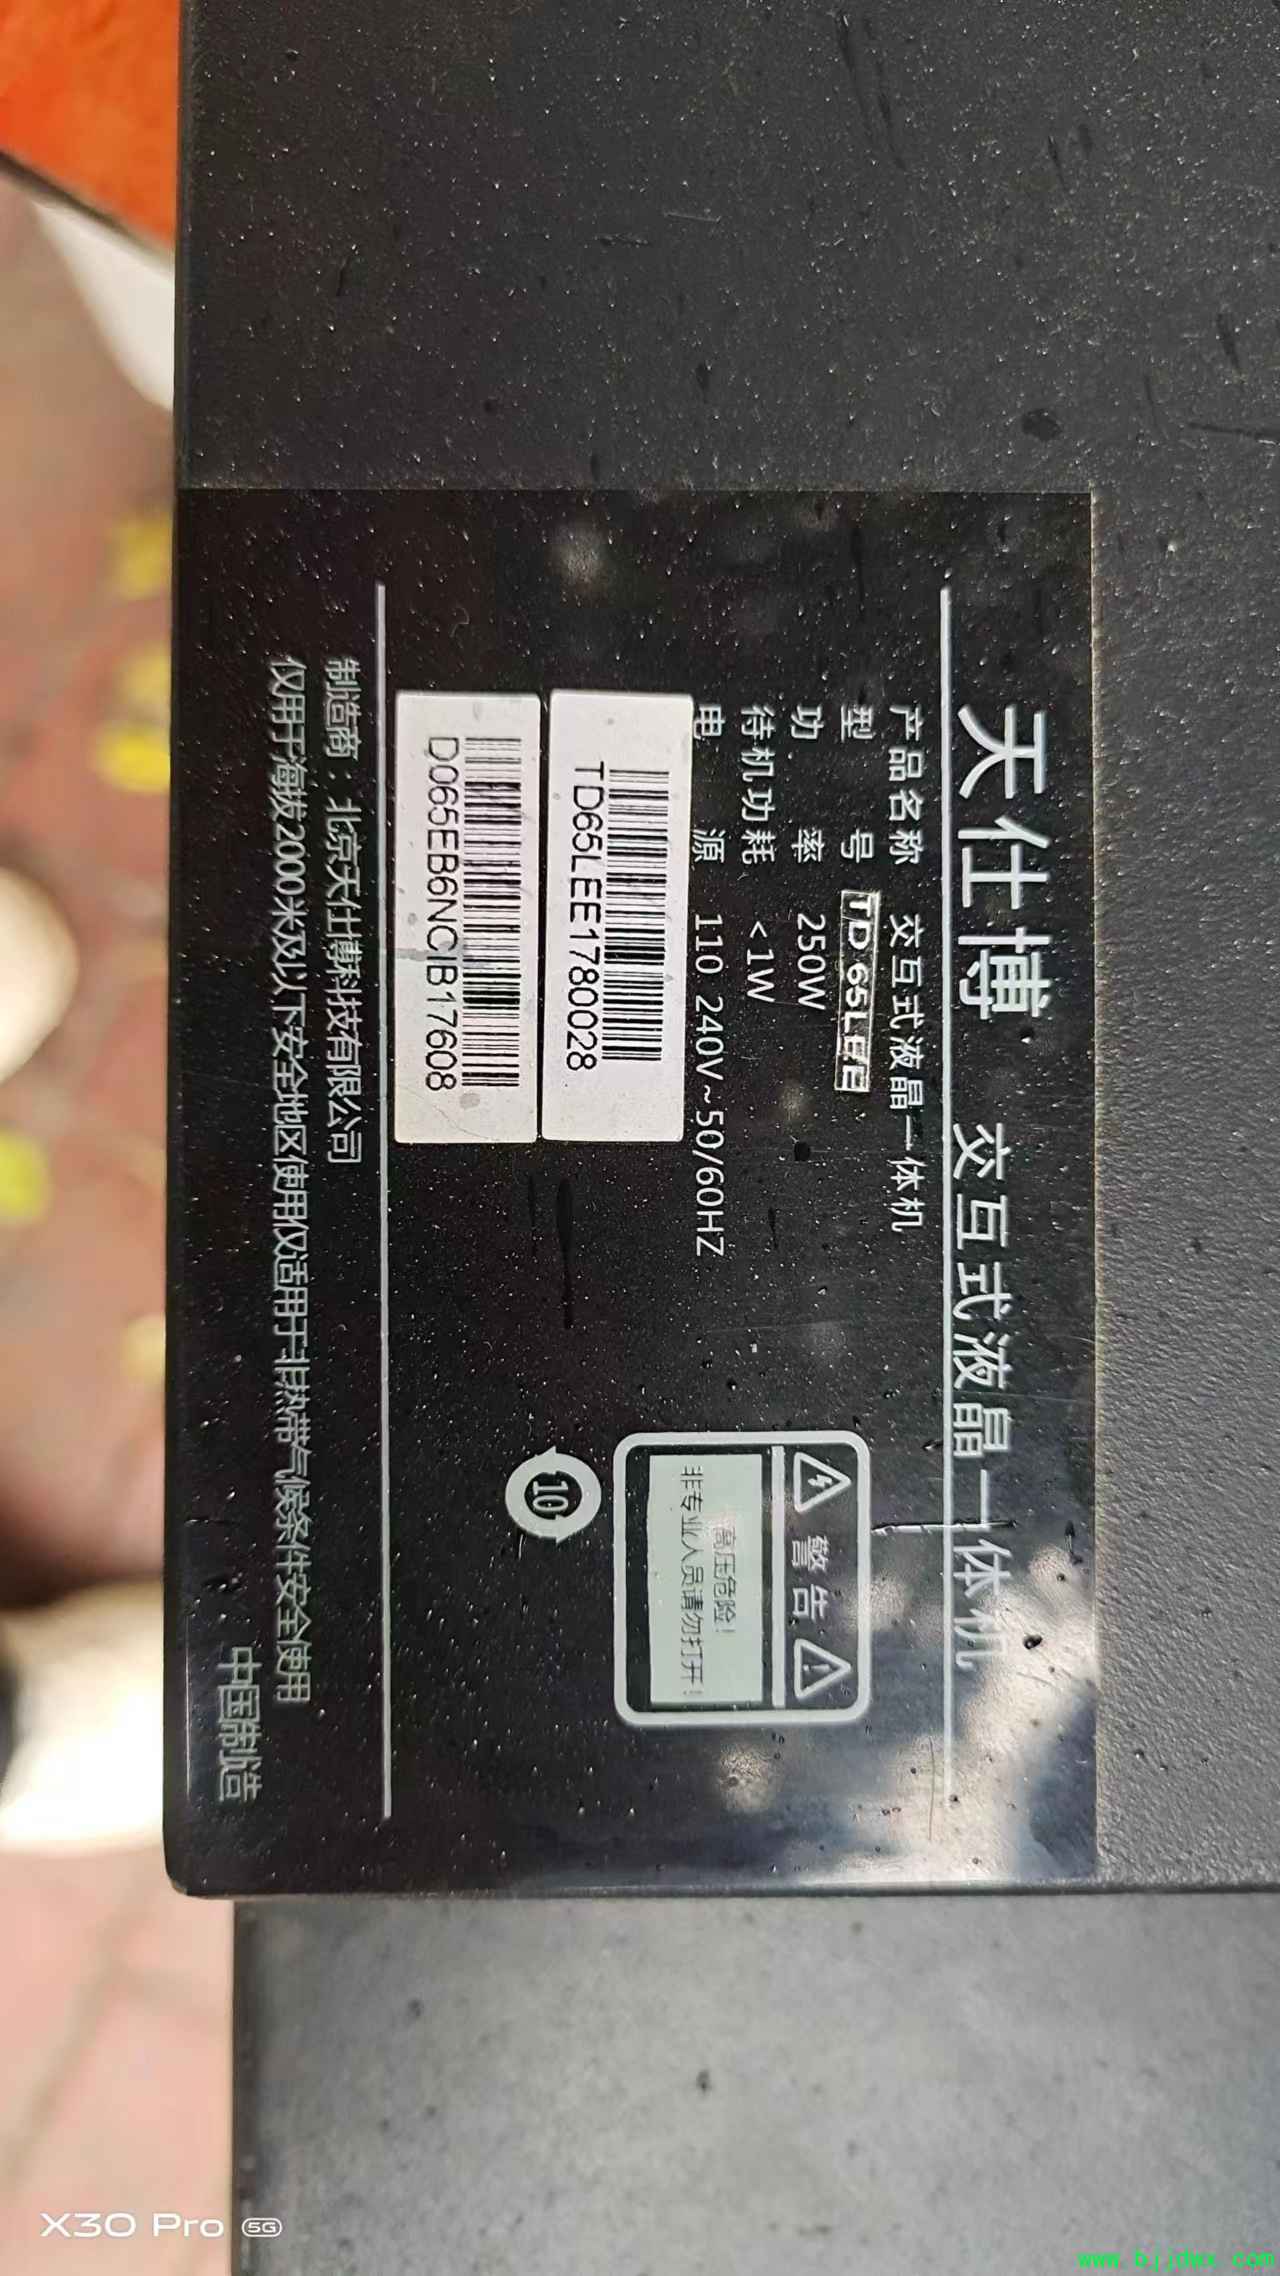 天仕博 交互式液晶一体机
产品名称 交互式液晶一体机
型号 TD65LEE
功率 250W
待机功耗 <1W
电源 110 240V~50/60HZ
TD65LEE1780028
D065EB6NCIB17608
警告
高压危险!
非专业人员请勿打开!
10
制造商：北京天仕博科技有限公司
仅用于海拔2000米及以下安全地区使用仅适用于非热带气候条件安全使用
中国制造
X30 Pro 5G
www.bjjdwx.com